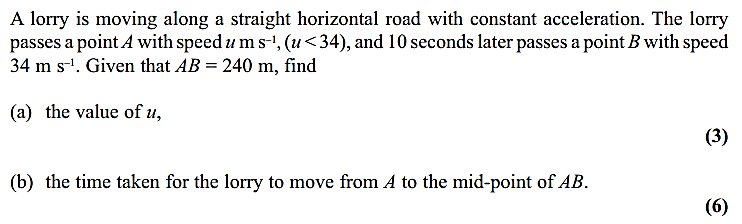 A lorry is moving along a straight horizontal road with constant acceleration. The lorry
passes a point A with speed u m s⁻¹, (u < 34), and 10 seconds later passes a point B with speed
34 m s⁻¹. Given that AB = 240 m, find
(a) the value of u,
(3)
(b) the time taken for the lorry to move from A to the mid-point of AB.
(6)